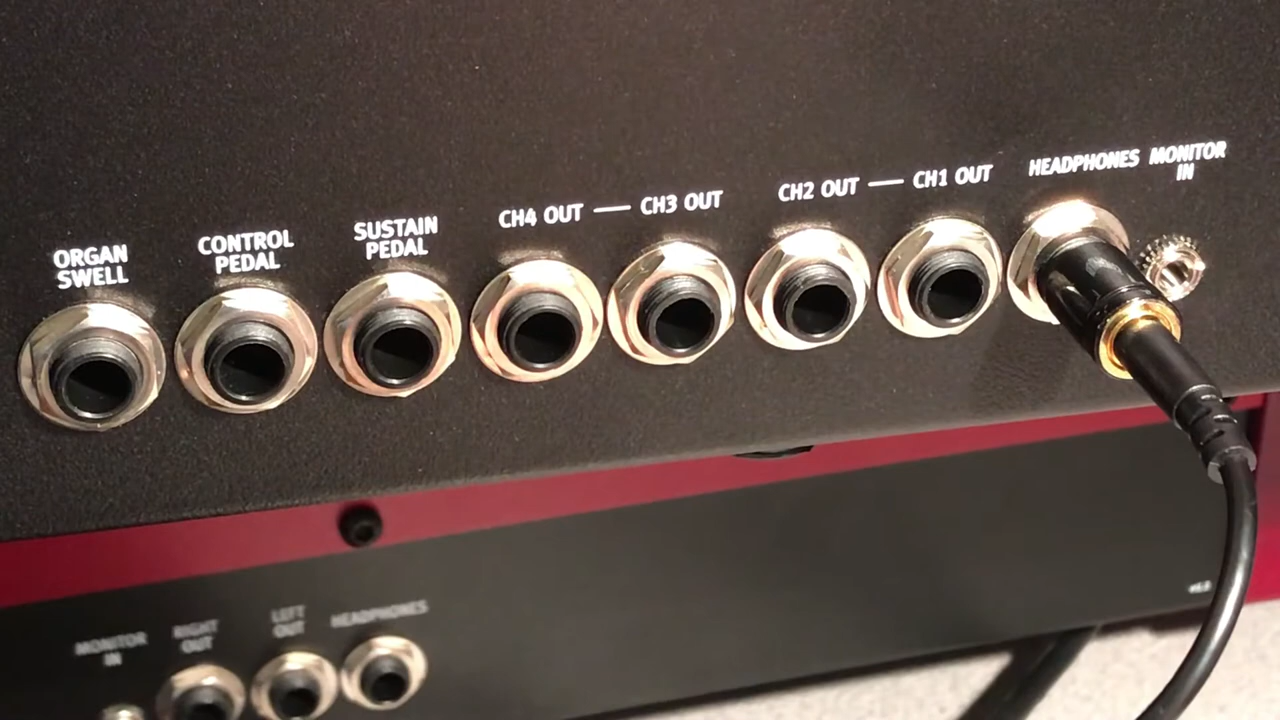 ORGAN
SWELL
CONTROL
PEDAL
SUSTAIN
PEDAL
CH4 OUT — CH3 OUT
CH2 OUT — CH1 OUT
HEADPHONES
MONITOR
IN
MONITOR
IN
RIGHT
OUT
LEFT
OUT
HEADPHONES